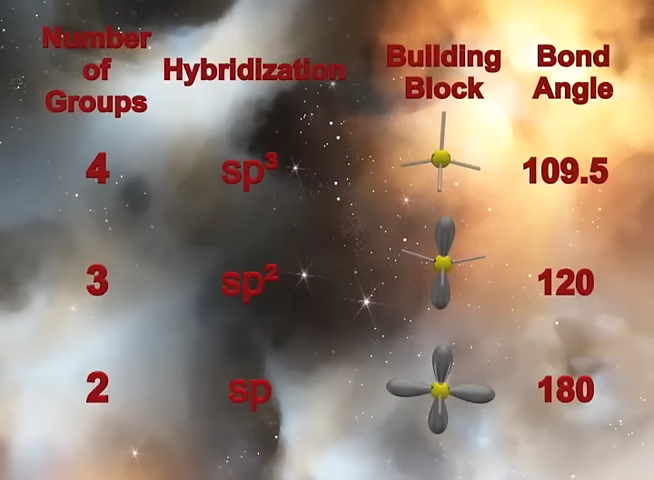 Number
of
Groups
Hybridization
Building
Block
Bond
Angle
4 sp³ 109.5
3 sp² 120
2 sp 180